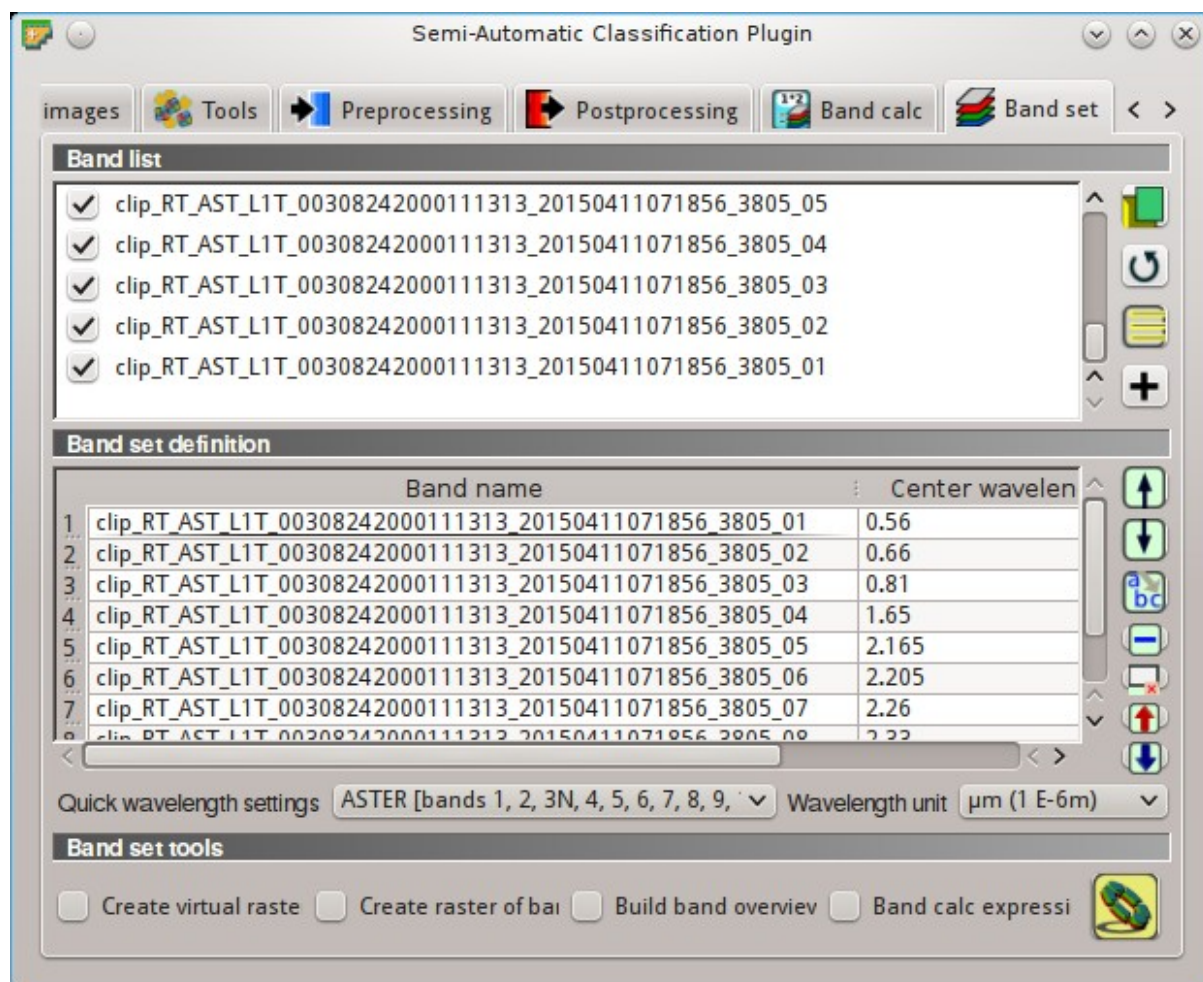 Semi-Automatic Classification Plugin
images Tools Preprocessing Postprocessing Band calc Band set
Band list
clip_RT_AST_L1T_00308242000111313_20150411071856_3805_05
clip_RT_AST_L1T_00308242000111313_20150411071856_3805_04
clip_RT_AST_L1T_00308242000111313_20150411071856_3805_03
clip_RT_AST_L1T_00308242000111313_20150411071856_3805_02
clip_RT_AST_L1T_00308242000111313_20150411071856_3805_01
Band set definition
Band name Center wavelen
1 clip_RT_AST_L1T_00308242000111313_20150411071856_3805_01 0.56
2 clip_RT_AST_L1T_00308242000111313_20150411071856_3805_02 0.66
3 clip_RT_AST_L1T_00308242000111313_20150411071856_3805_03 0.81
4 clip_RT_AST_L1T_00308242000111313_20150411071856_3805_04 1.65
5 clip_RT_AST_L1T_00308242000111313_20150411071856_3805_05 2.165
6 clip_RT_AST_L1T_00308242000111313_20150411071856_3805_06 2.205
7 clip_RT_AST_L1T_00308242000111313_20150411071856_3805_07 2.26
8 clip_RT_AST_L1T_00308242000111313_20150411071856_3805_08 2.33
Quick wavelength settings ASTER [bands 1, 2, 3N, 4, 5, 6, 7, 8, 9, Wavelength unit µm (1 E-6m)
Band set tools
Create virtual raste Create raster of bai Build band overviev Band calc expressi